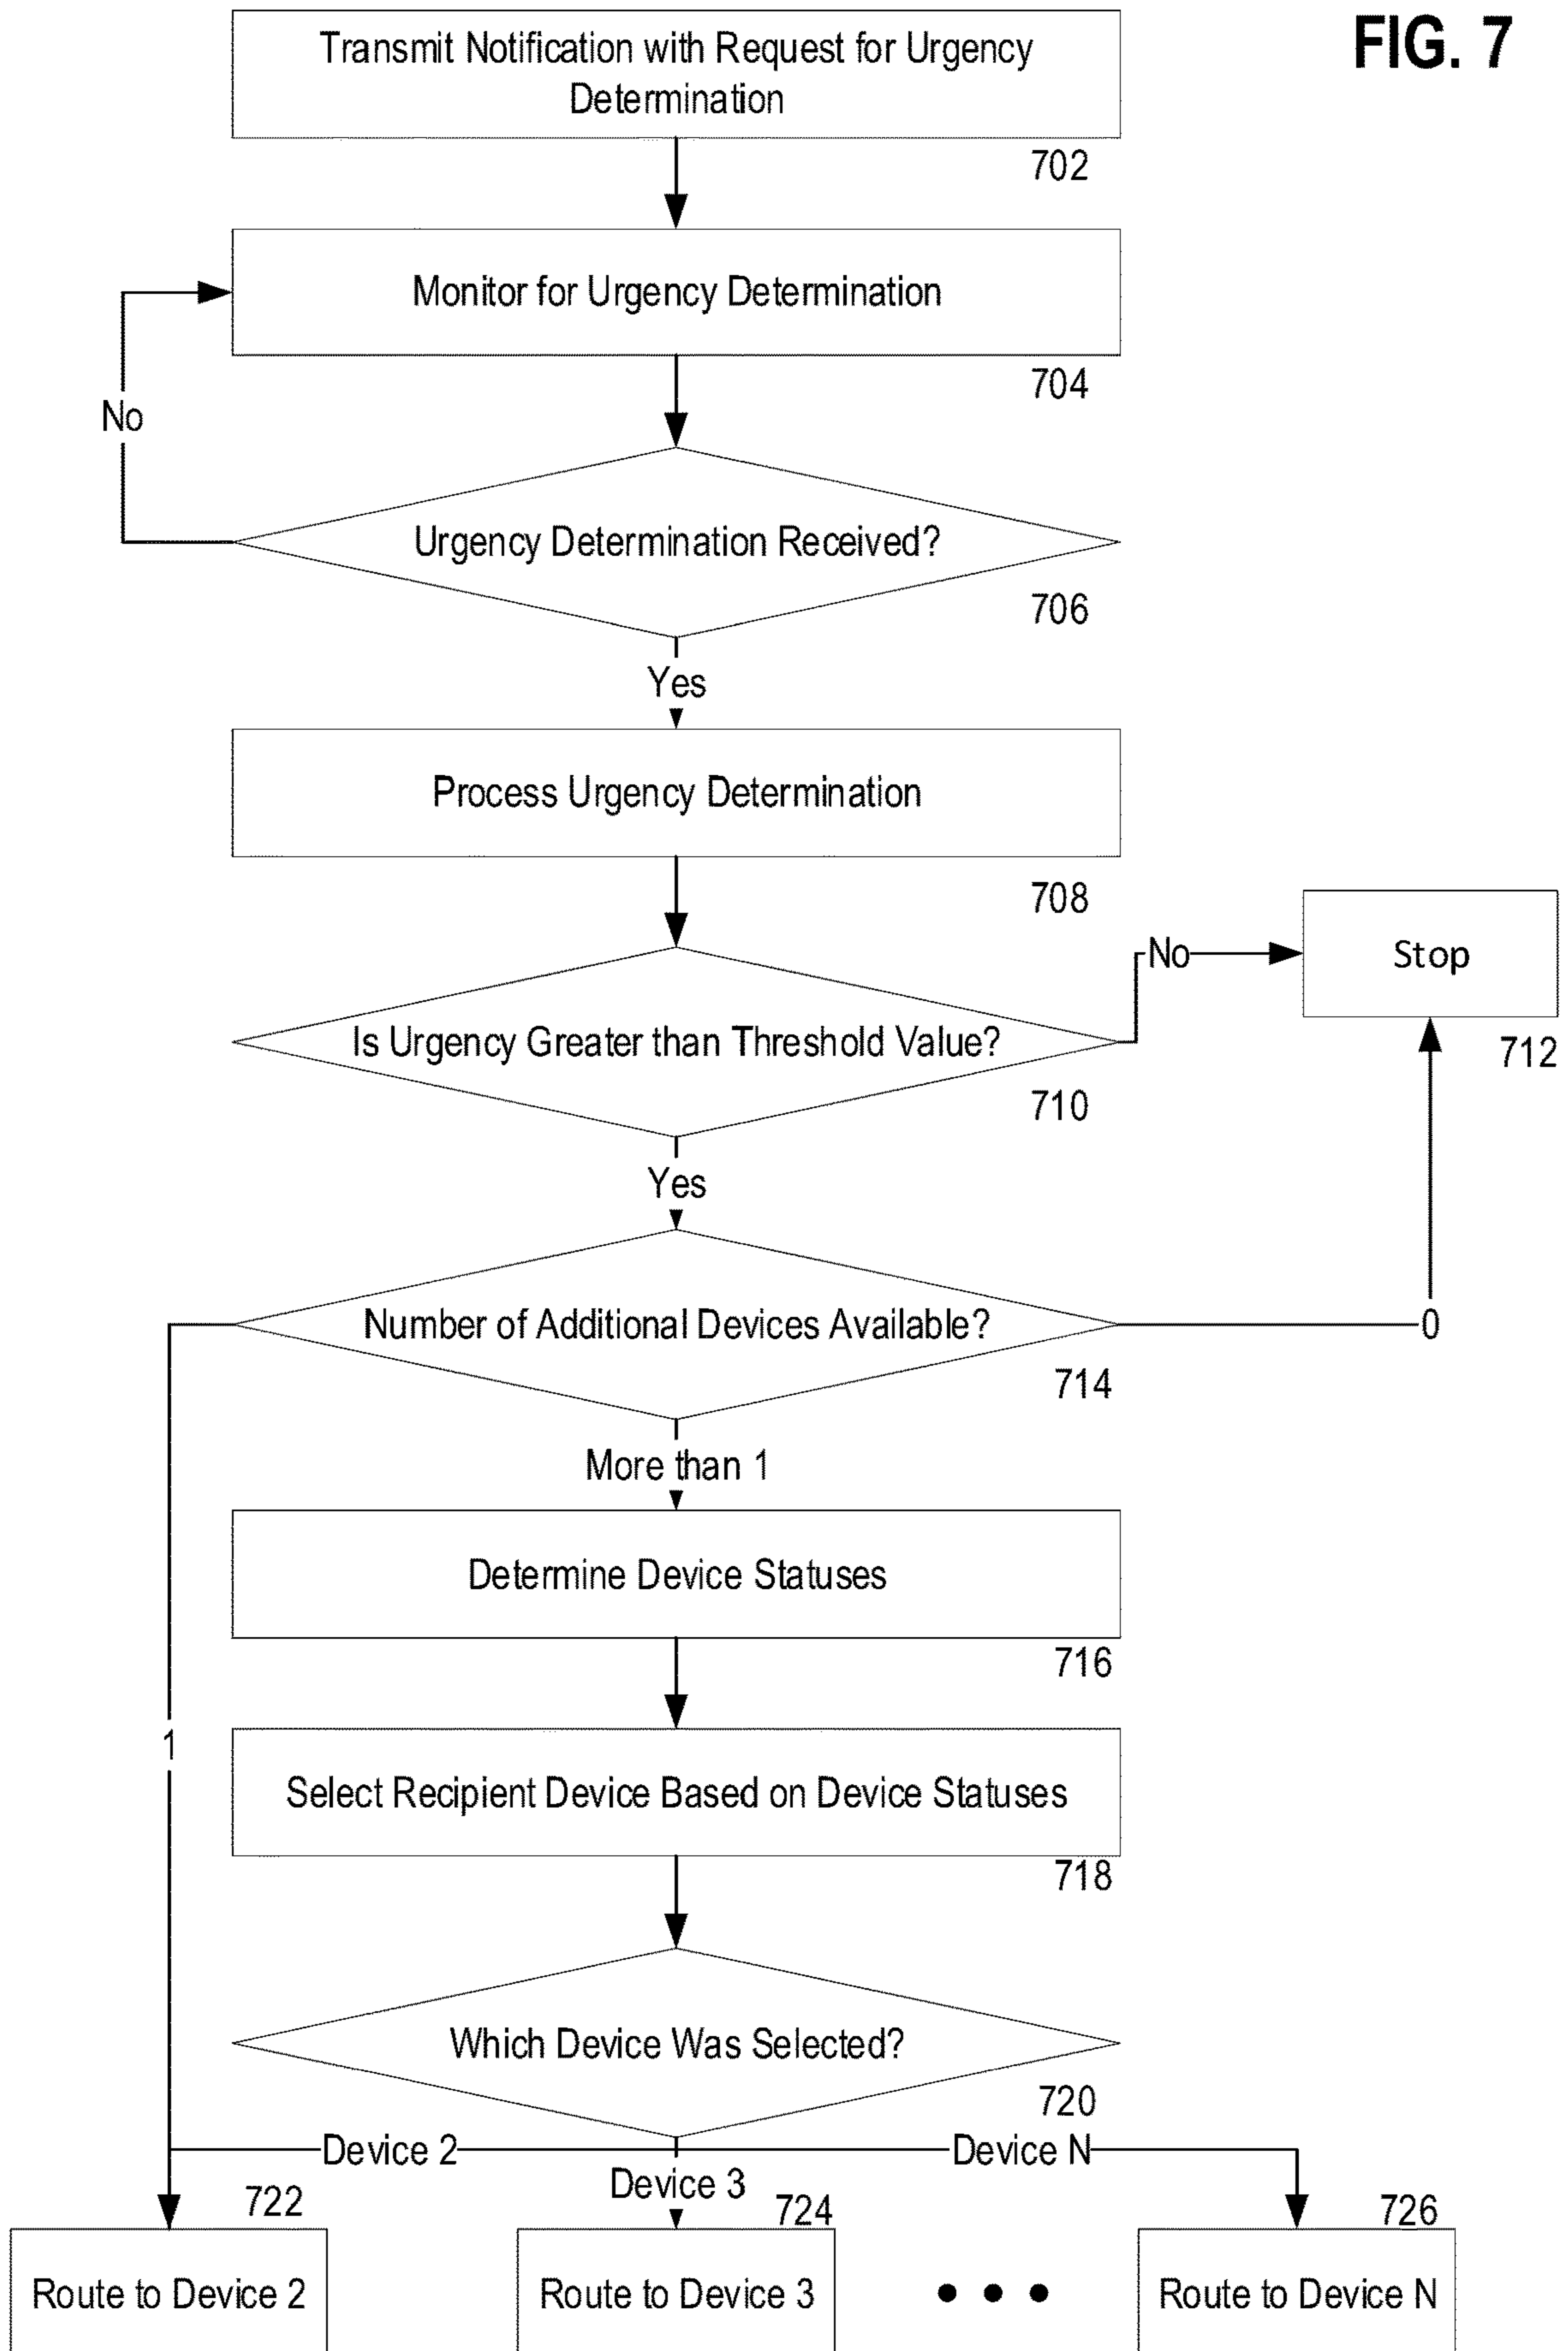 FIG. 7
Transmit Notification with Request for Urgency
Determination
702
Monitor for Urgency Determination
704
No
Urgency Determination Received?
706
Yes
Process Urgency Determination
708
No
Stop
712
Is Urgency Greater than Threshold Value?
710
Yes
Number of Additional Devices Available?
0
714
More than 1
Determine Device Statuses
716
1
Select Recipient Device Based on Device Statuses
718
Which Device Was Selected?
720
Device 2
Device N
Device 3
722
724
726
Route to Device 2
Route to Device 3
Route to Device N